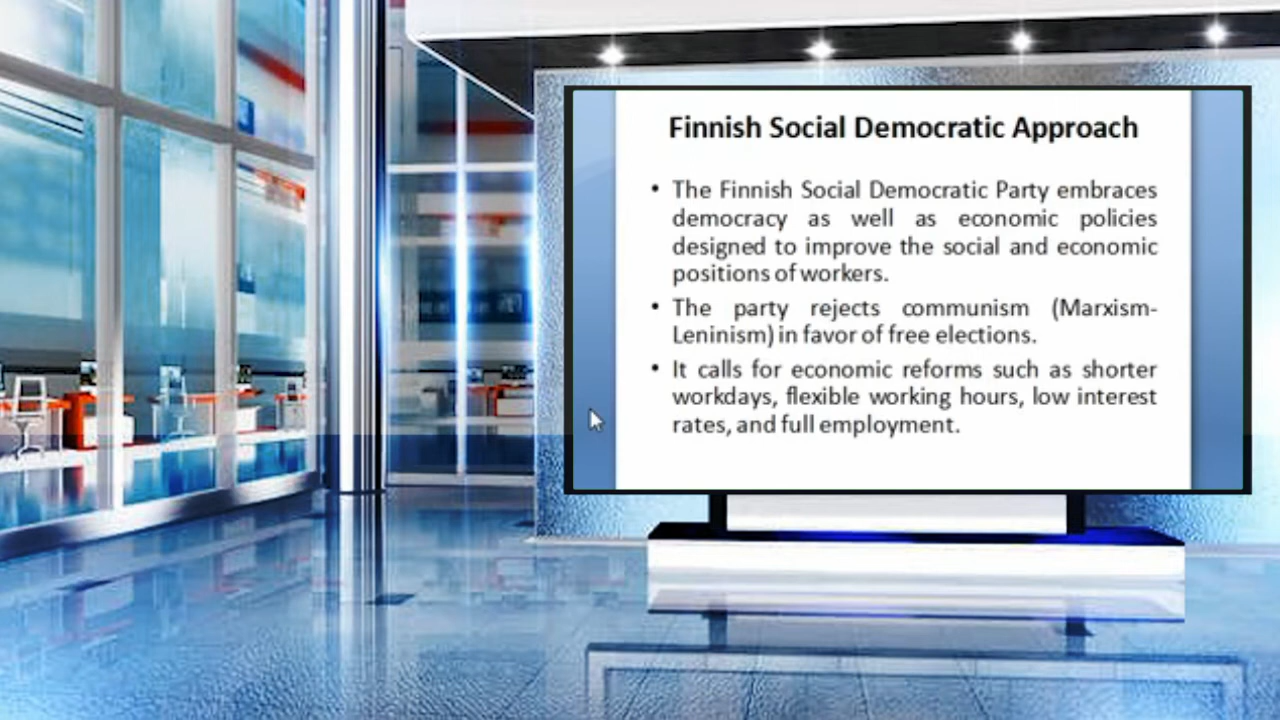 Finnish Social Democratic Approach
• The Finnish Social Democratic Party embraces
democracy as well as economic policies
designed to improve the social and economic
positions of workers.
• The party rejects communism (Marxism-
Leninism) in favor of free elections.
• It calls for economic reforms such as shorter
workdays, flexible working hours, low interest
rates, and full employment.